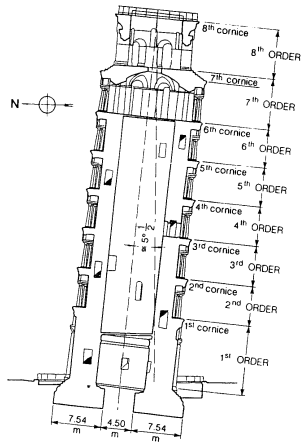 8th cornice
8th ORDER
7th cornice
7th ORDER
N
6th cornice
6th ORDER
5th cornice
5th ORDER
4th cornice
4th ORDER
≈ 5° 1/2
3rd cornice
3rd ORDER
2nd cornice
2nd ORDER
1st cornice
1st ORDER
7.54 4.50 7.54
m m m